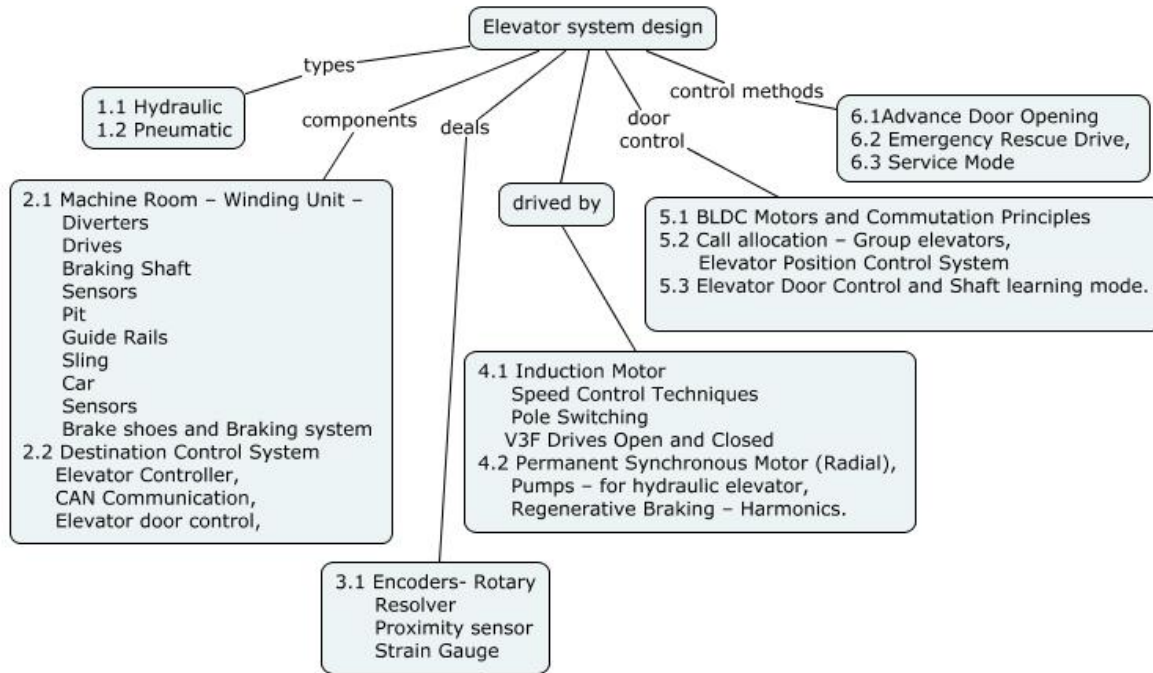 Elevator system design
types
1.1 Hydraulic
1.2 Pneumatic
components
2.1 Machine Room – Winding Unit –
Diverters
Drives
Braking Shaft
Sensors
Pit
Guide Rails
Sling
Car
Sensors
Brake shoes and Braking system
2.2 Destination Control System
Elevator Controller,
CAN Communication,
Elevator door control,
deals
3.1 Encoders- Rotary
Resolver
Proximity sensor
Strain Gauge
drived by
4.1 Induction Motor
Speed Control Techniques
Pole Switching
V3F Drives Open and Closed
4.2 Permanent Synchronous Motor (Radial),
Pumps – for hydraulic elevator,
Regenerative Braking – Harmonics.
door
control
5.1 BLDC Motors and Commutation Principles
5.2 Call allocation – Group elevators,
Elevator Position Control System
5.3 Elevator Door Control and Shaft learning mode.
control methods
6.1Advance Door Opening
6.2 Emergency Rescue Drive,
6.3 Service Mode